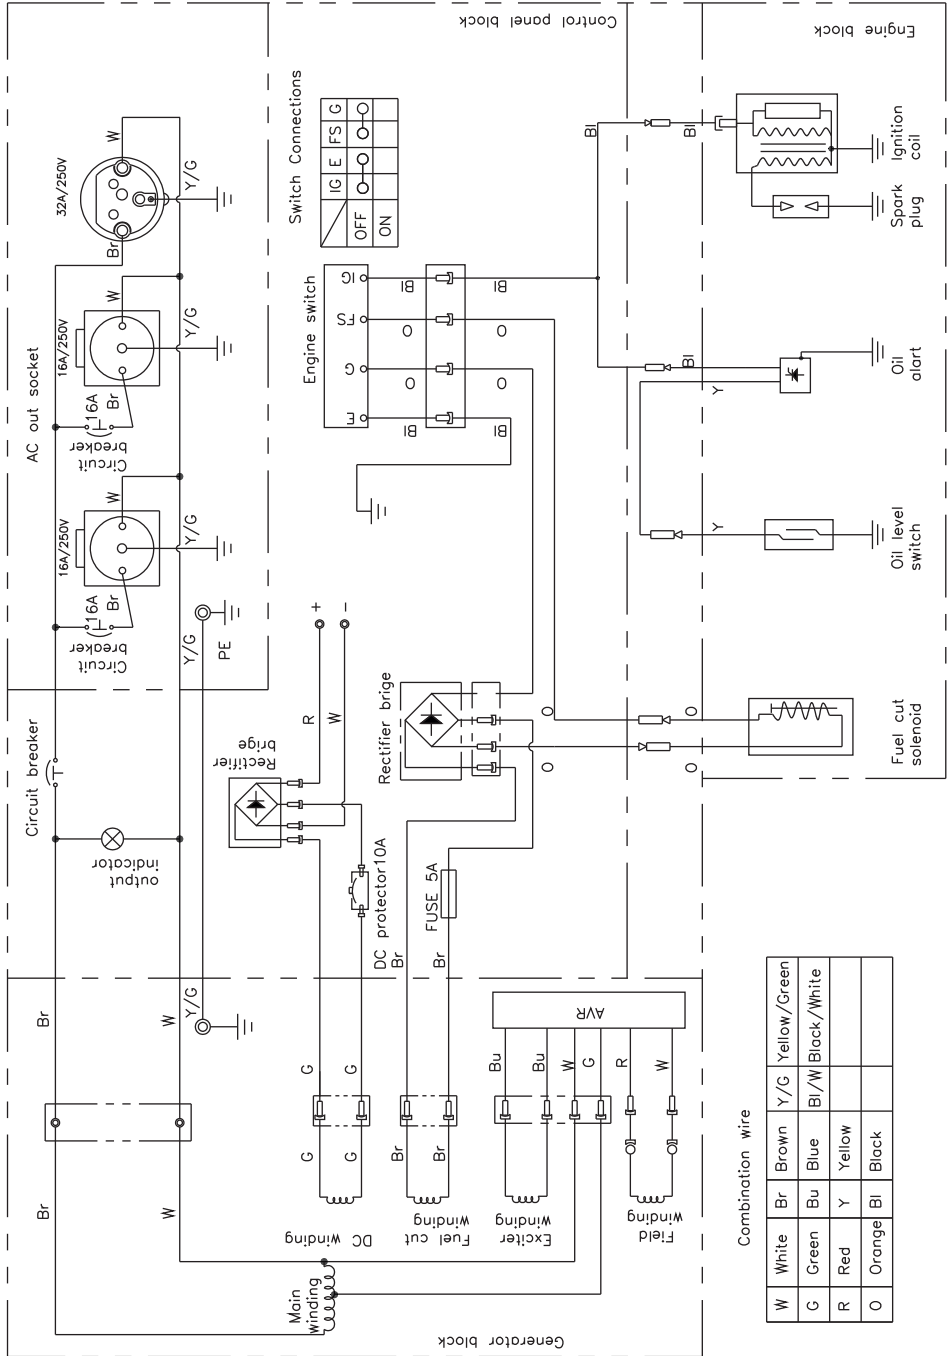 Control panel block
Engine block
32A/250V
W
Y/G
Br
16A/250V
W
Y/G
Br
16A
Circuit
breaker
AC out socket
16A/250V
W
Y/G
Br
16A
Circuit
breaker
Y/G
PE
Switch Connections
IG E FS G
OFF
ON
Engine switch
IG
FS
G
E
Bl
O
O
Bl
Bl
O
O
Bl
Bl
Bl
Ignition
coil
Spark
plug
Bl
Y
Oil
alart
Y
Oil level
switch
+
-
R
W
Rectifier
brige
Rectifier brige
O
O
O
O
Fuel cut
solenoid
Circuit breaker
output
indicator
DC protector10A
FUSE 5A
Br
Br
Br
W
Y/G
G
G
AVR
Bu
Bu
W
G
R
W
Br
W
G
G
Br
Br
DC winding
Fuel cut
winding
Exciter
winding
Field
winding
Main
winding
Generator block
Combination wire
W White Br Brown Y/G Yellow/Green
G Green Bu Blue Bl/W Black/White
R Red Y Yellow
O Orange Bl Black